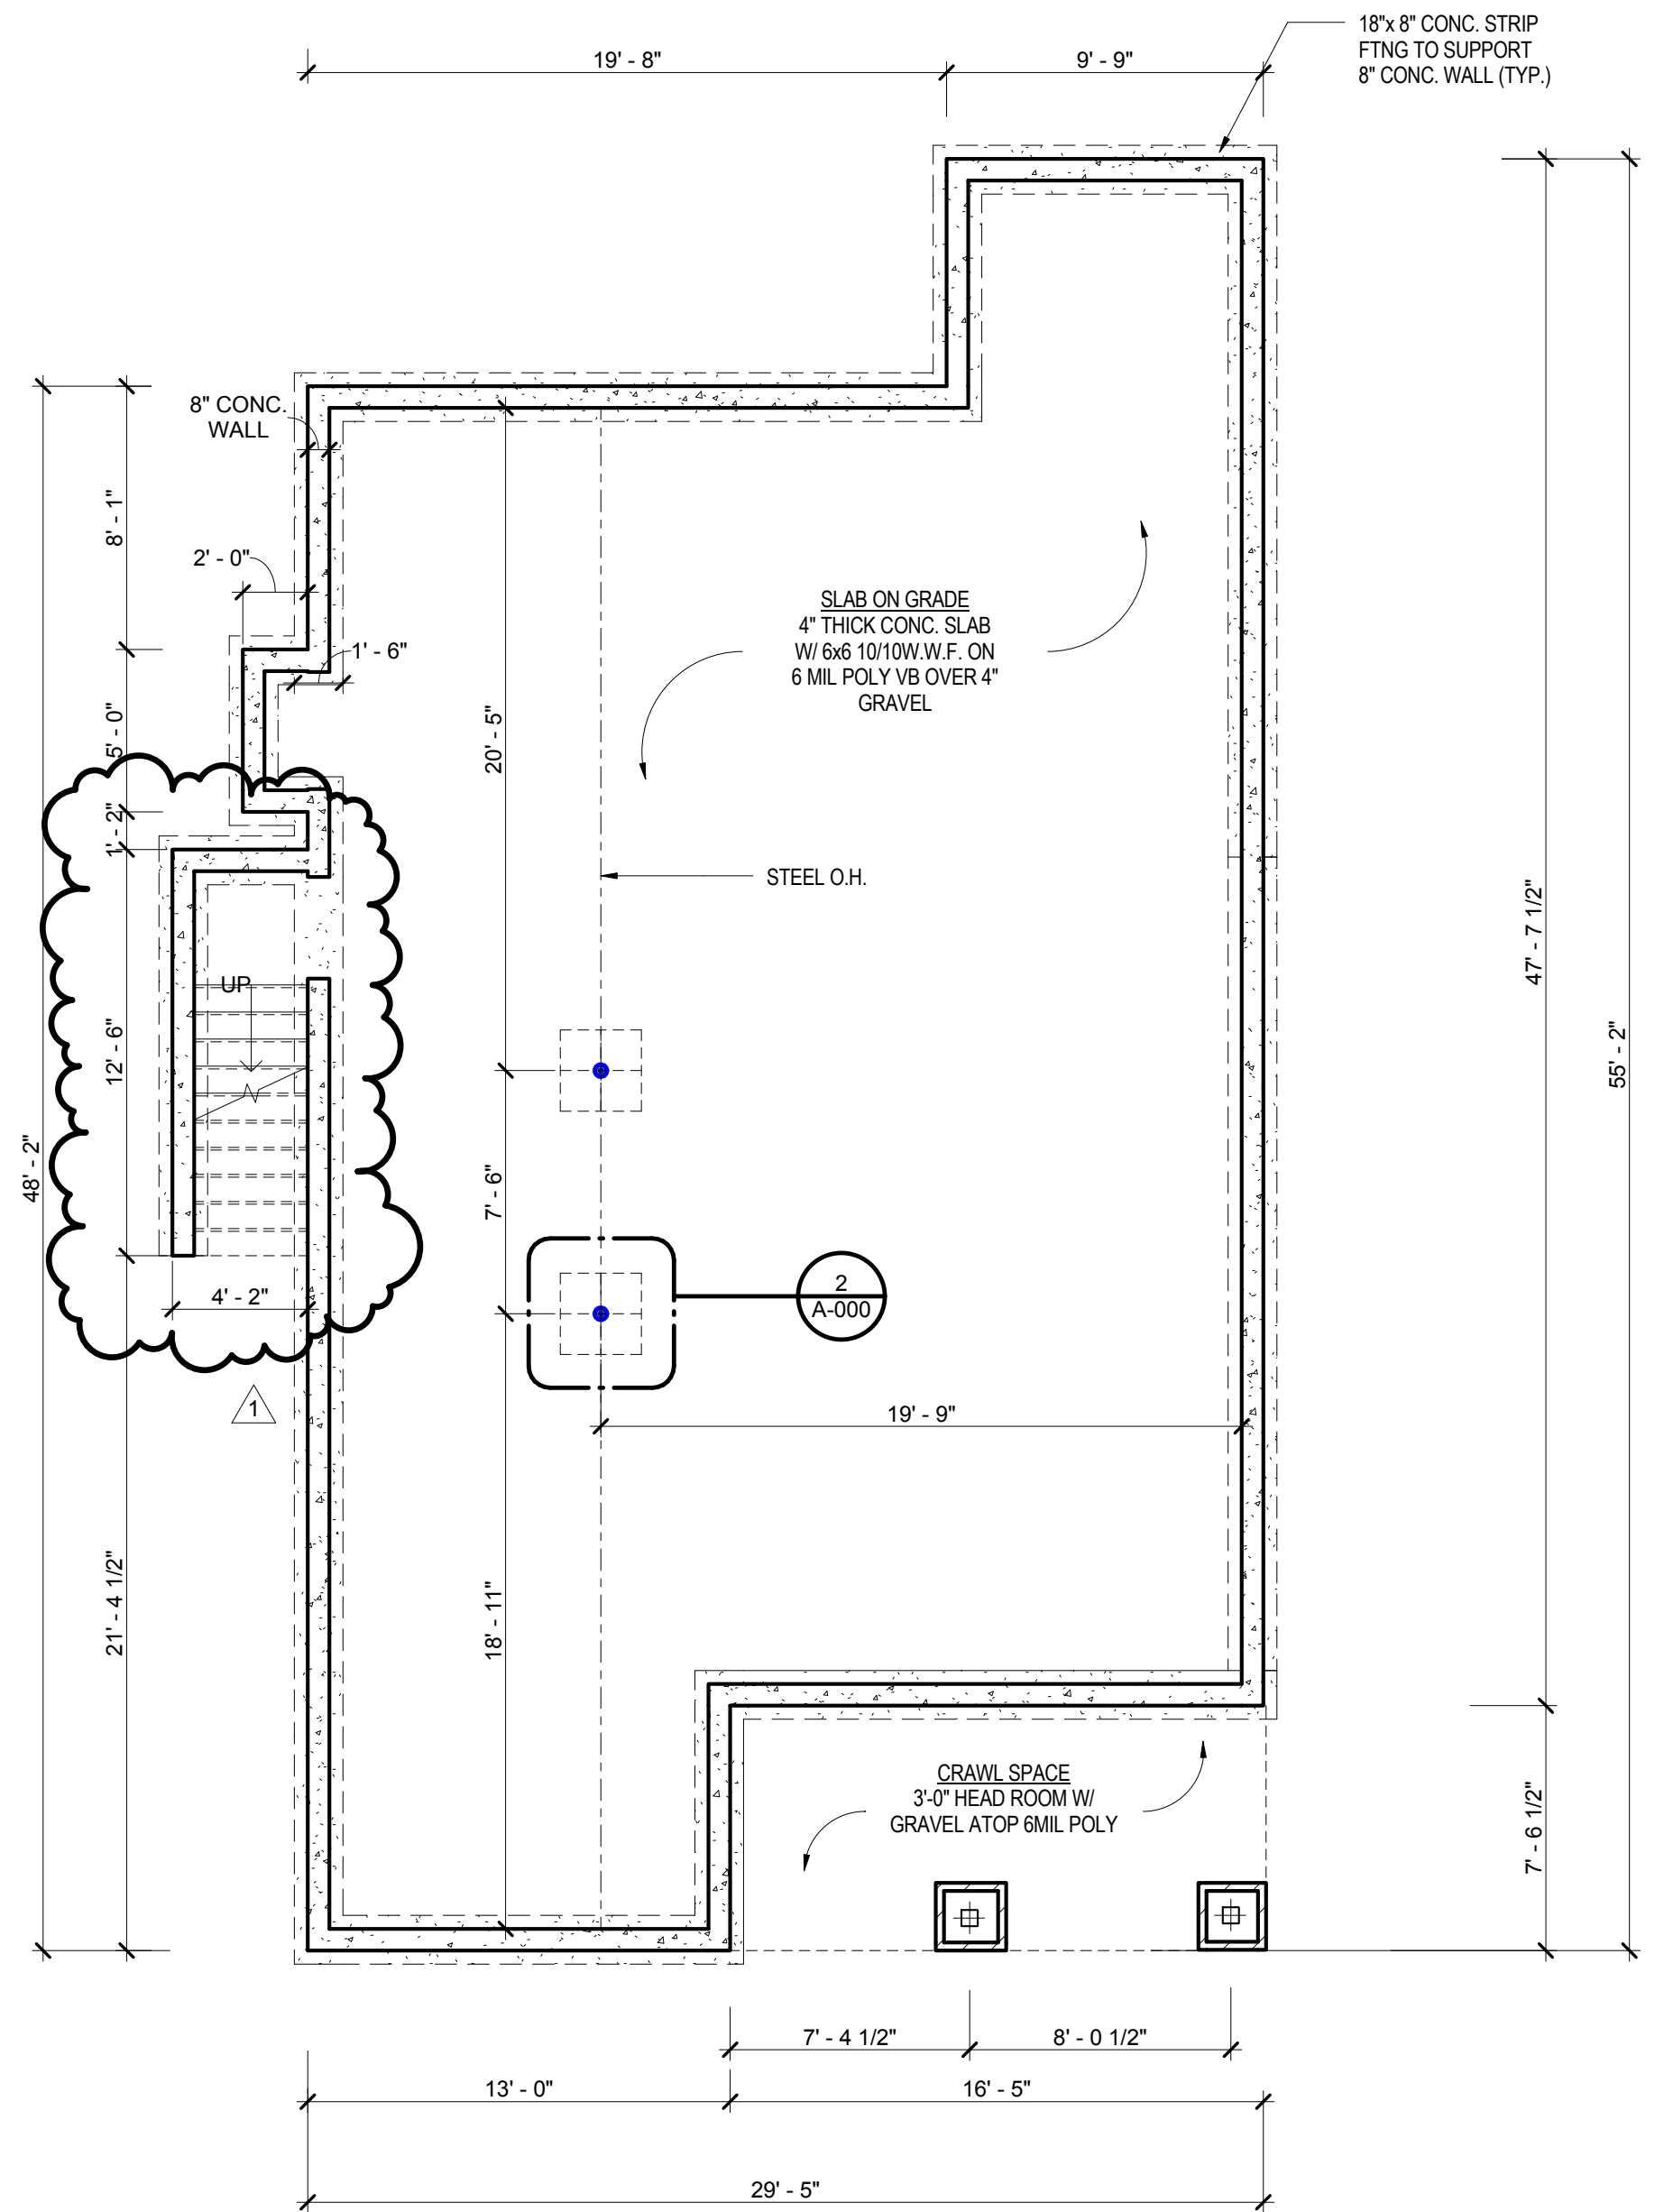 18"x 8" CONC. STRIP
FTNG TO SUPPORT
8" CONC. WALL (TYP.)
19' - 8"
9' - 9"
8" CONC.
WALL
8' - 1"
2' - 0"
1' - 6"
SLAB ON GRADE
4" THICK CONC. SLAB
W/ 6x6 10/10W.W.F. ON
6 MIL POLY VB OVER 4"
GRAVEL
5' - 0"
20' - 5"
1' - 2"
STEEL O.H.
47' - 7 1/2"
UP
12' - 6"
55' - 2"
48' - 2"
7' - 6"
2
A-000
4' - 2"
1
19' - 9"
21' - 4 1/2"
18' - 11"
CRAWL SPACE
3'-0" HEAD ROOM W/
GRAVEL ATOP 6MIL POLY
7' - 6 1/2"
7' - 4 1/2"
8' - 0 1/2"
13' - 0"
16' - 5"
29' - 5"